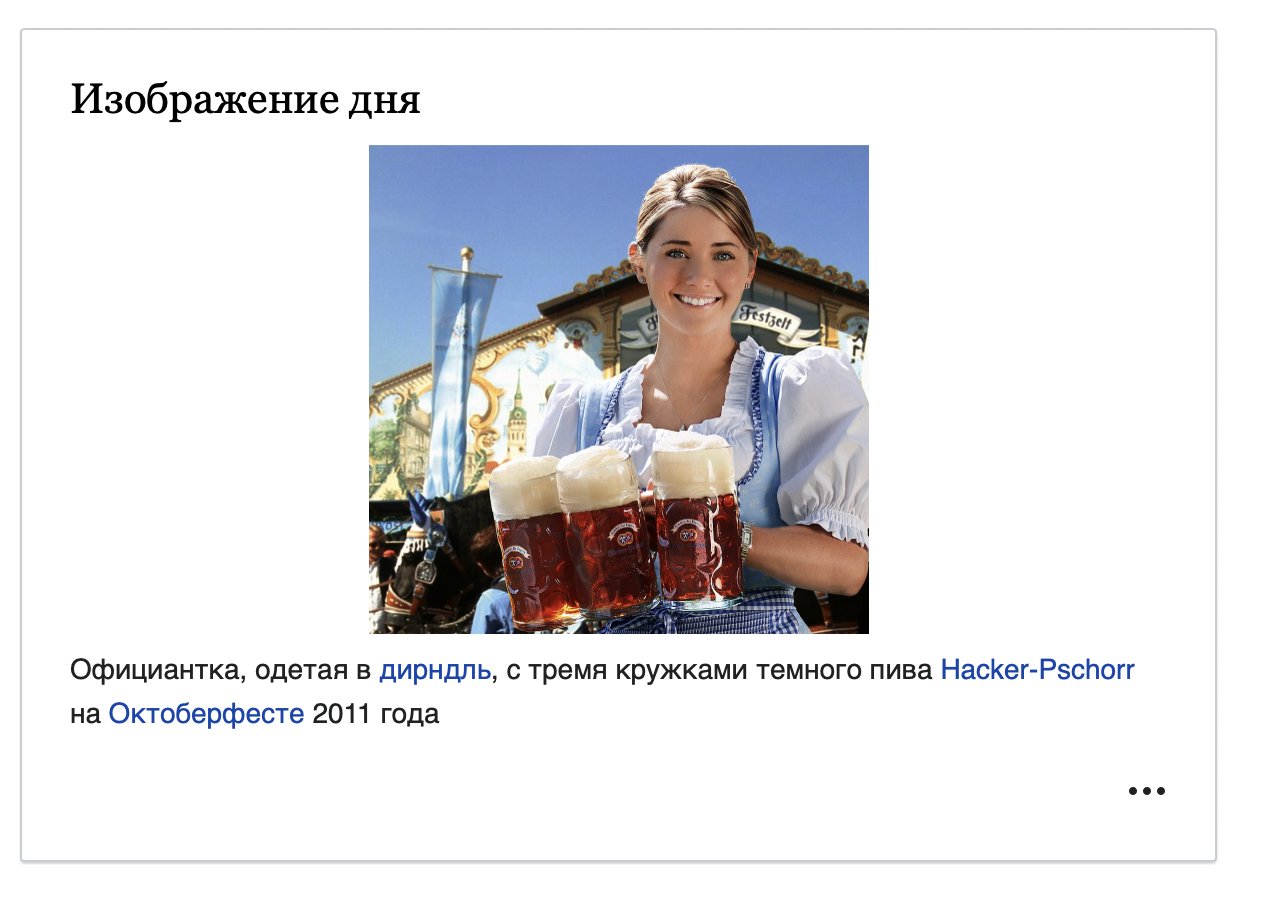 Изображение дня
Festzelt
Официантка, одетая в дирндль, с тремя кружками темного пива Hacker-Pschorr
на Октоберфесте 2011 года